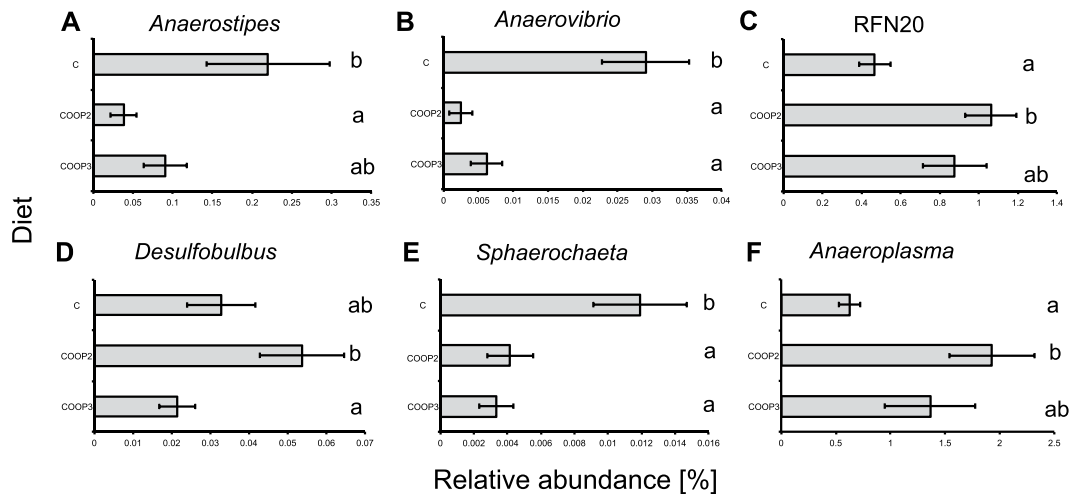 A Anaerostipes
C b
COOP2 a
COOP3 ab
0 0.05 0.1 0.15 0.2 0.25 0.3 0.35
B Anaerovibrio
C b
COOP2 a
COOP3 a
0 0.005 0.01 0.015 0.02 0.025 0.03 0.035 0.04
C RFN20
C a
COOP2 b
COOP3 ab
0 0.2 0.4 0.6 0.8 1 1.2 1.4
Diet
D Desulfobulbus
C ab
COOP2 b
COOP3 a
0 0.01 0.02 0.03 0.04 0.05 0.06 0.07
E Sphaerochaeta
C b
COOP2 a
COOP3 a
0 0.002 0.004 0.006 0.008 0.01 0.012 0.014 0.016
F Anaeroplasma
C a
COOP2 b
COOP3 ab
0 0.5 1 1.5 2 2.5
Relative abundance [%]